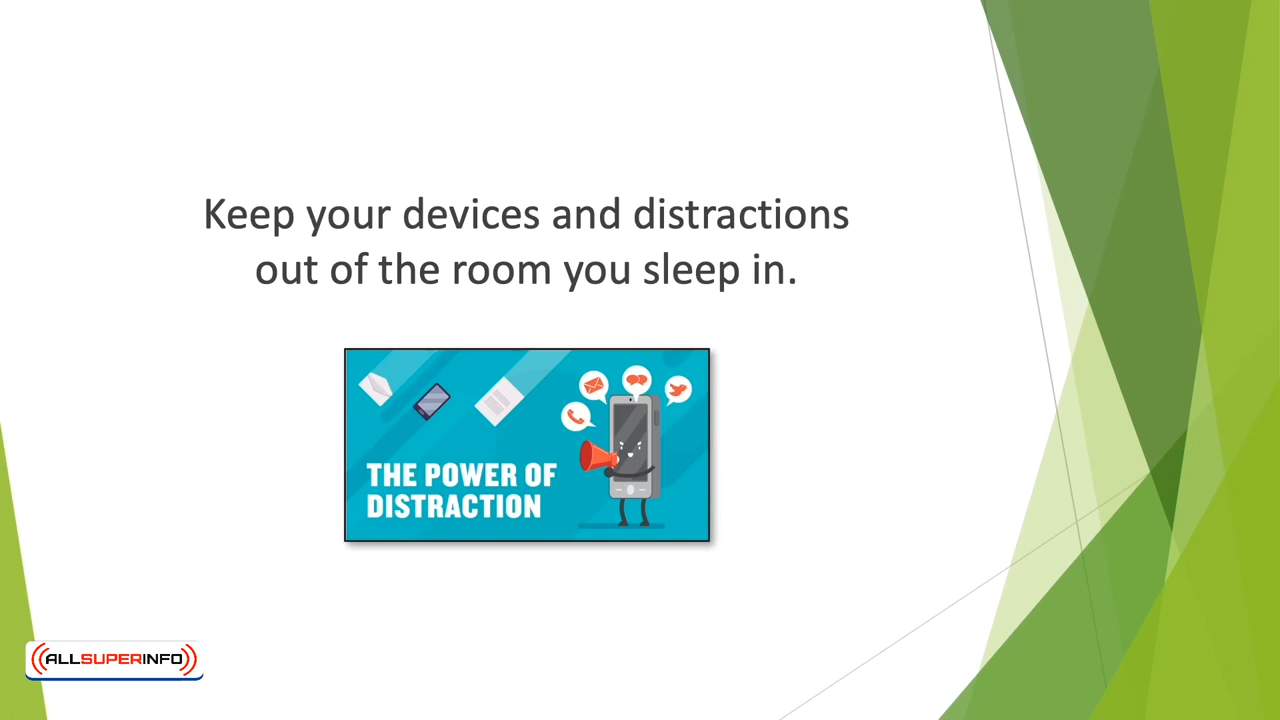 Keep your devices and distractions
out of the room you sleep in.
THE POWER OF
DISTRACTION
ALLSUPERINFO